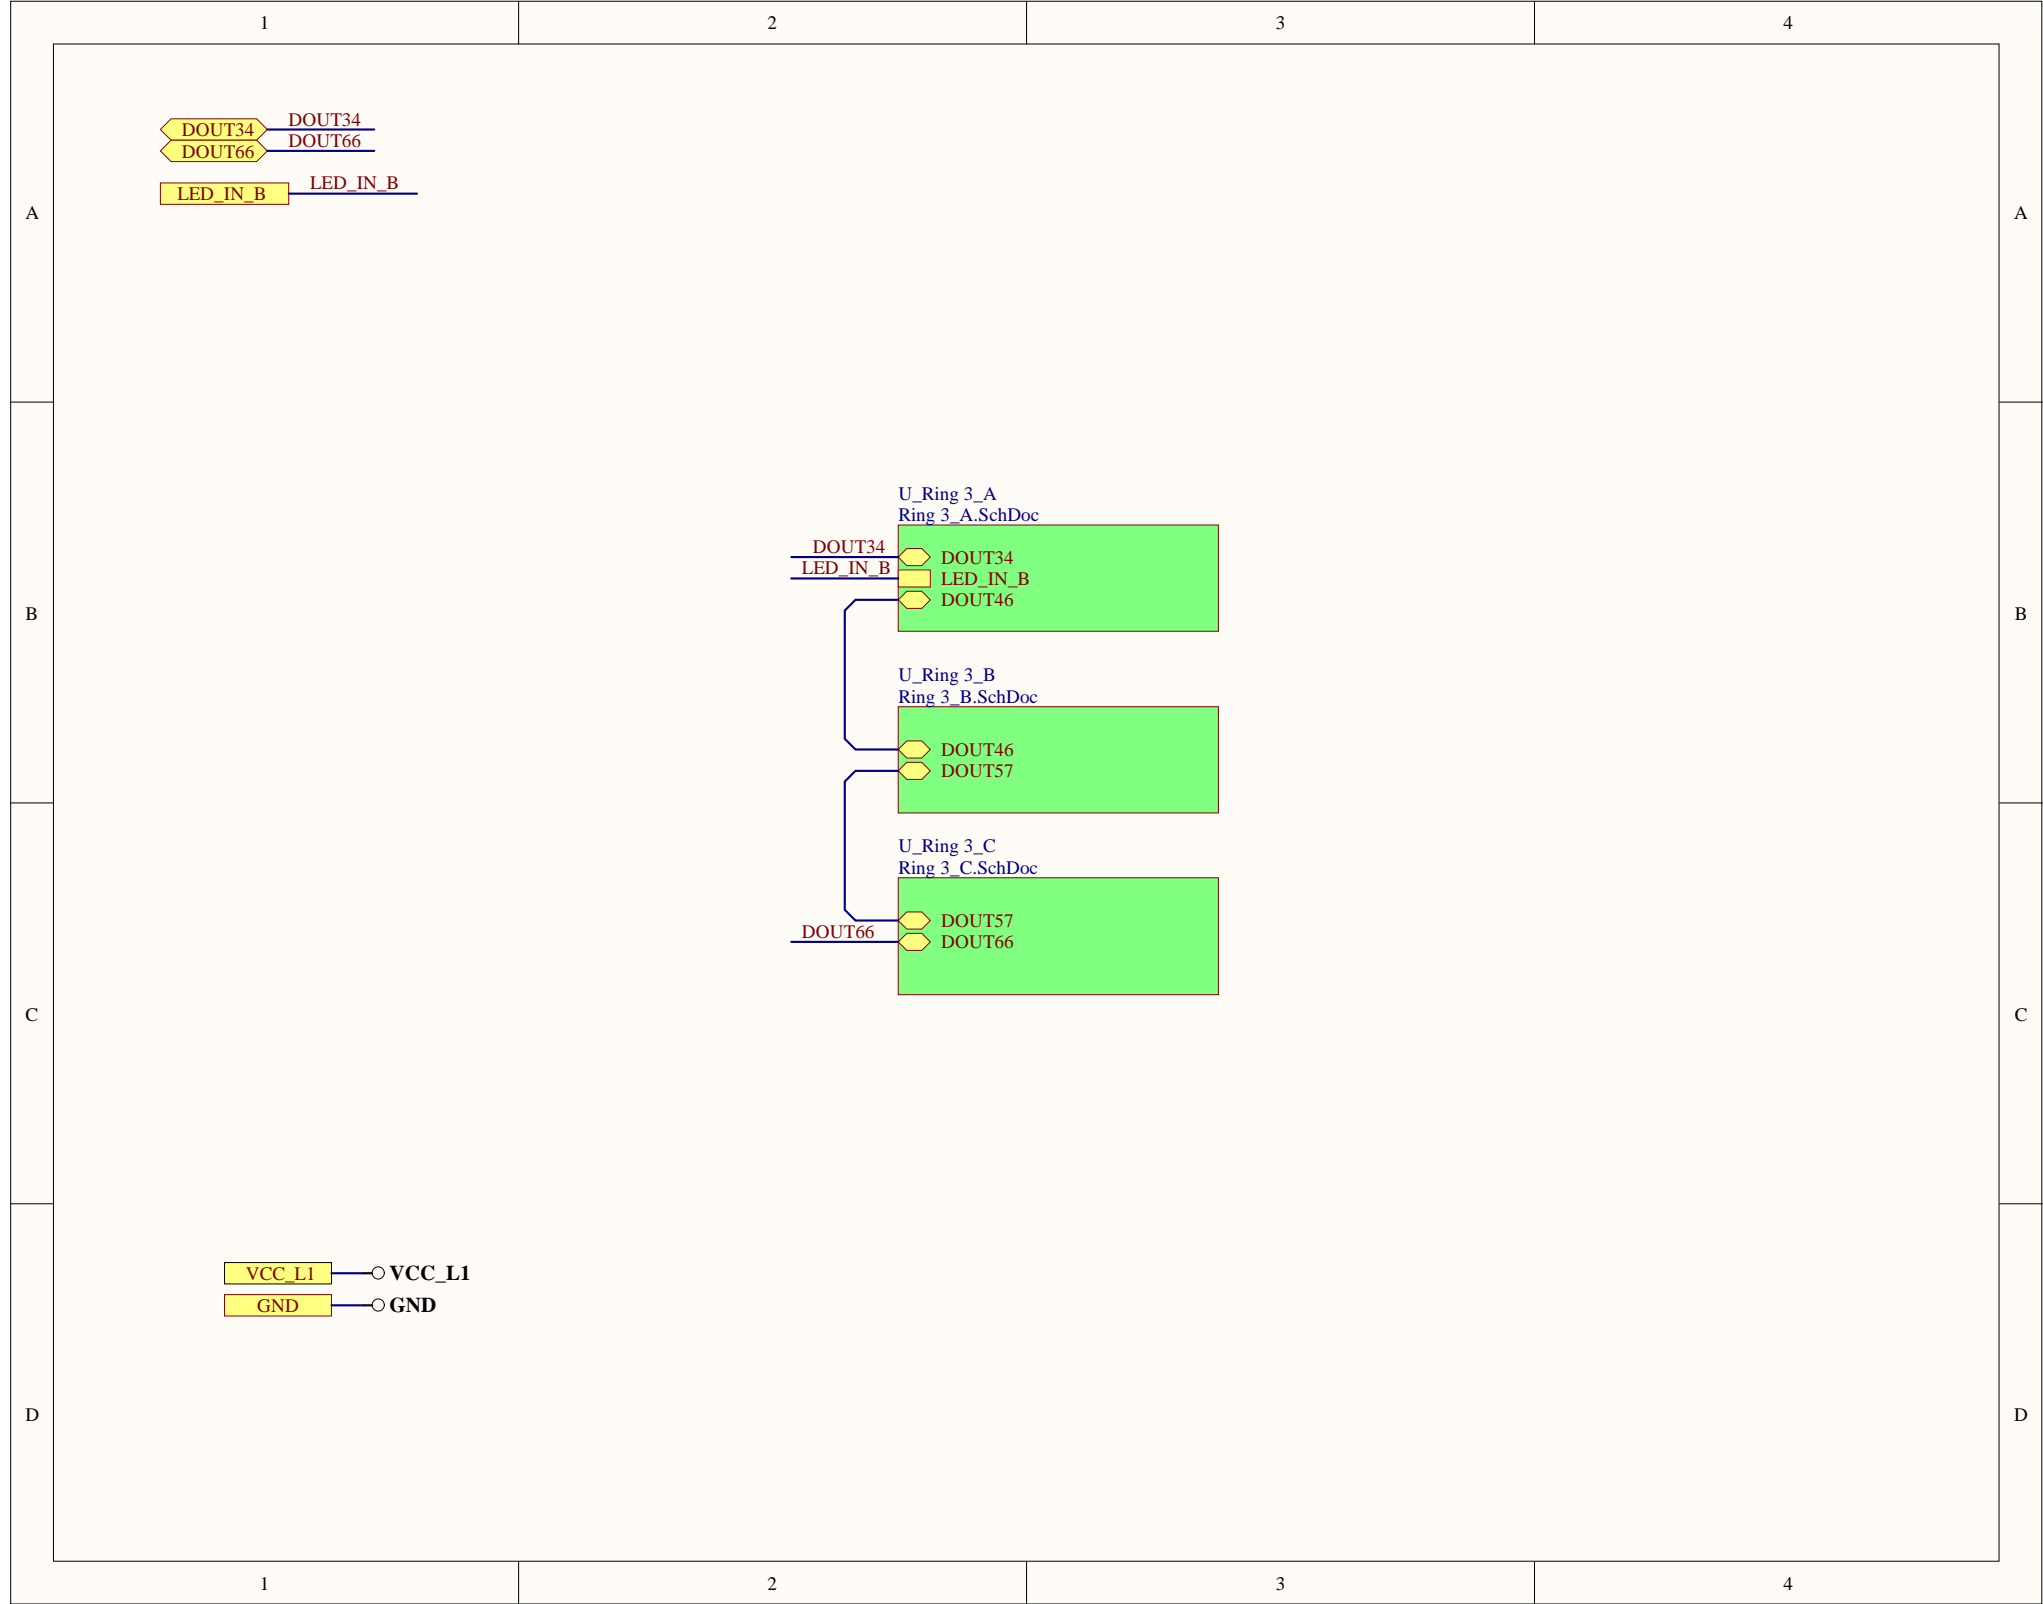 1 2 3 4
DOUT34 DOUT34
DOUT66 DOUT66
LED_IN_B LED_IN_B
A A
U_Ring 3_A
Ring 3_A.SchDoc
DOUT34 DOUT34
LED_IN_B LED_IN_B
DOUT46
B B
U_Ring 3_B
Ring 3_B.SchDoc
DOUT46
DOUT57
U_Ring 3_C
Ring 3_C.SchDoc
DOUT57
DOUT66 DOUT66
C C
VCC_L1 VCC_L1
GND GND
D D
1 2 3 4